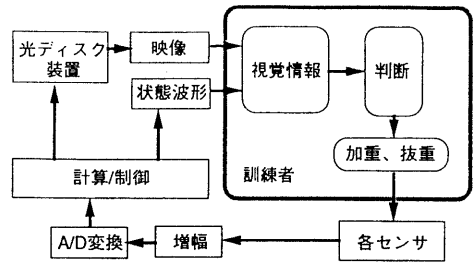 光ディスク
装置
映像
状態波形
視覚情報
判断
加重、抜重
訓練者
計算/制御
A/D変換
増幅
各センサ